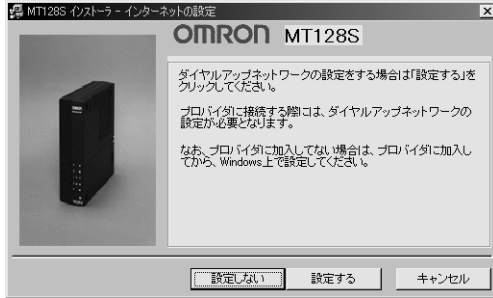 MT128S インストーラ - インターネットの設定
OMRON MT128S
ダイヤルアップネットワークの設定をする場合は「設定する」を
クリックしてください。
プロバイダに接続する際には、ダイヤルアップネットワークの
設定が必要となります。
なお、プロバイダに加入してない場合は、プロバイダに加入し
てから、Windows上で設定してください。
設定しない 設定する キャンセル